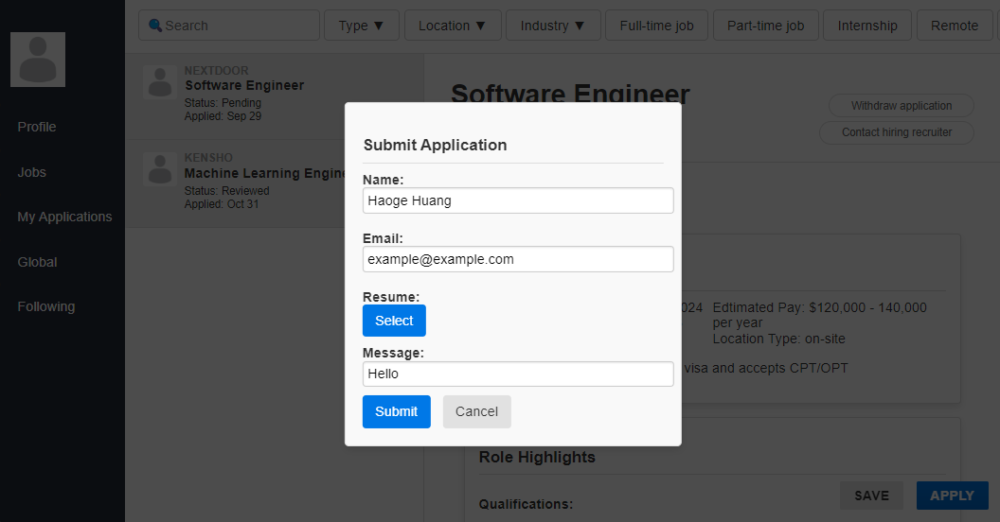 Search
Type ▼
Location ▼
Industry ▼
Full-time job
Part-time job
Internship
Remote
Profile
Jobs
My Applications
Global
Following
NEXTDOOR
Software Engineer
Status: Pending
Applied: Sep 29
KENSHO
Machine Learning Engine
Status: Reviewed
Applied: Oct 31
Software Engineer
Withdraw application
Contact hiring recruiter
Submit Application
Name:
Haoge Huang
Email:
example@example.com
Resume:
Select
Message:
Hello
Submit
Cancel
024
Edtimated Pay: $120,000 - 140,000
per year
Location Type: on-site
visa and accepts CPT/OPT
Role Highlights
Qualifications:
SAVE
APPLY